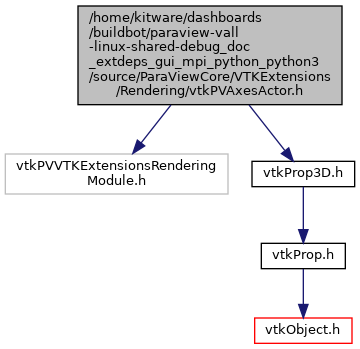 /home/kitware/dashboards
/buildbot/paraview-vall
-linux-shared-debug_doc
_extdeps_gui_mpi_python_python3
/source/ParaViewCore/VTKExtensions
/Rendering/vtkPVAxesActor.h
vtkPVVTKExtensionsRendering
Module.h
vtkProp3D.h
vtkProp.h
vtkObject.h